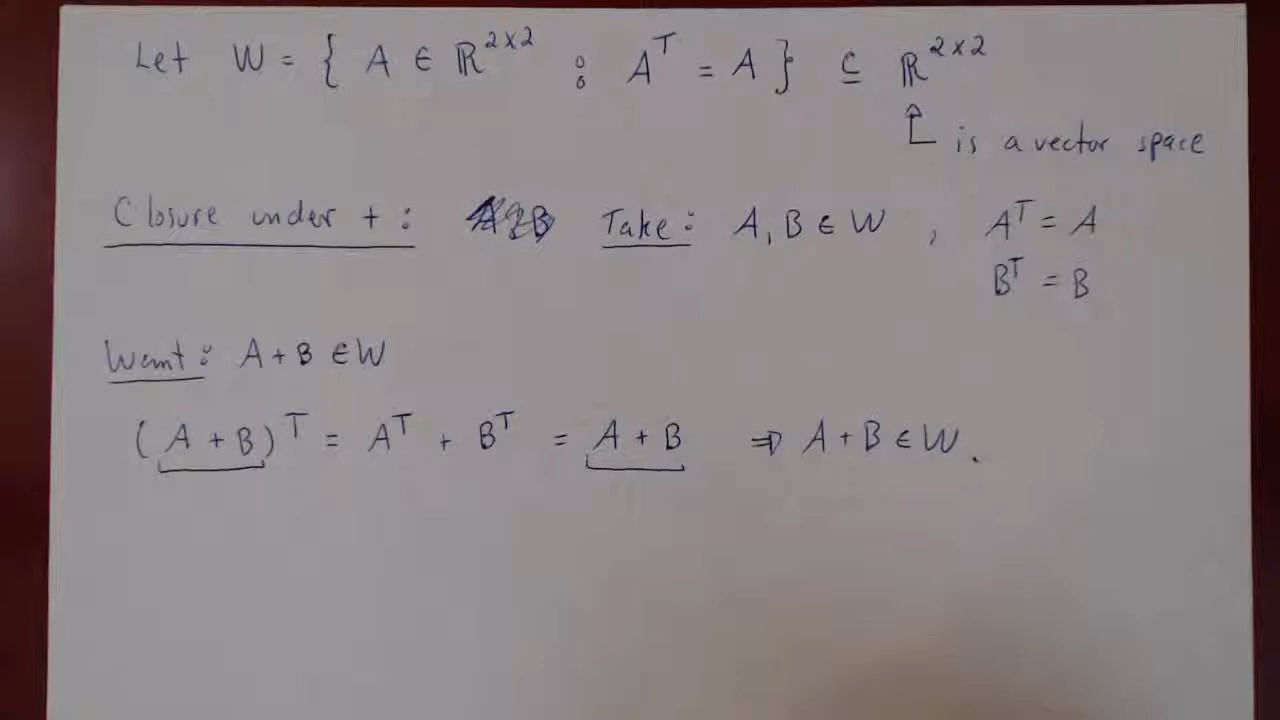 Let W = { A ∈ ℝ^{2×2} : A^T = A } ⊆ ℝ^{2×2}
is a vector space
Closure under + : Take: A, B ∈ W , A^T = A
B^T = B
Want: A + B ∈ W
(A + B)^T = A^T + B^T = A + B ⇒ A + B ∈ W.